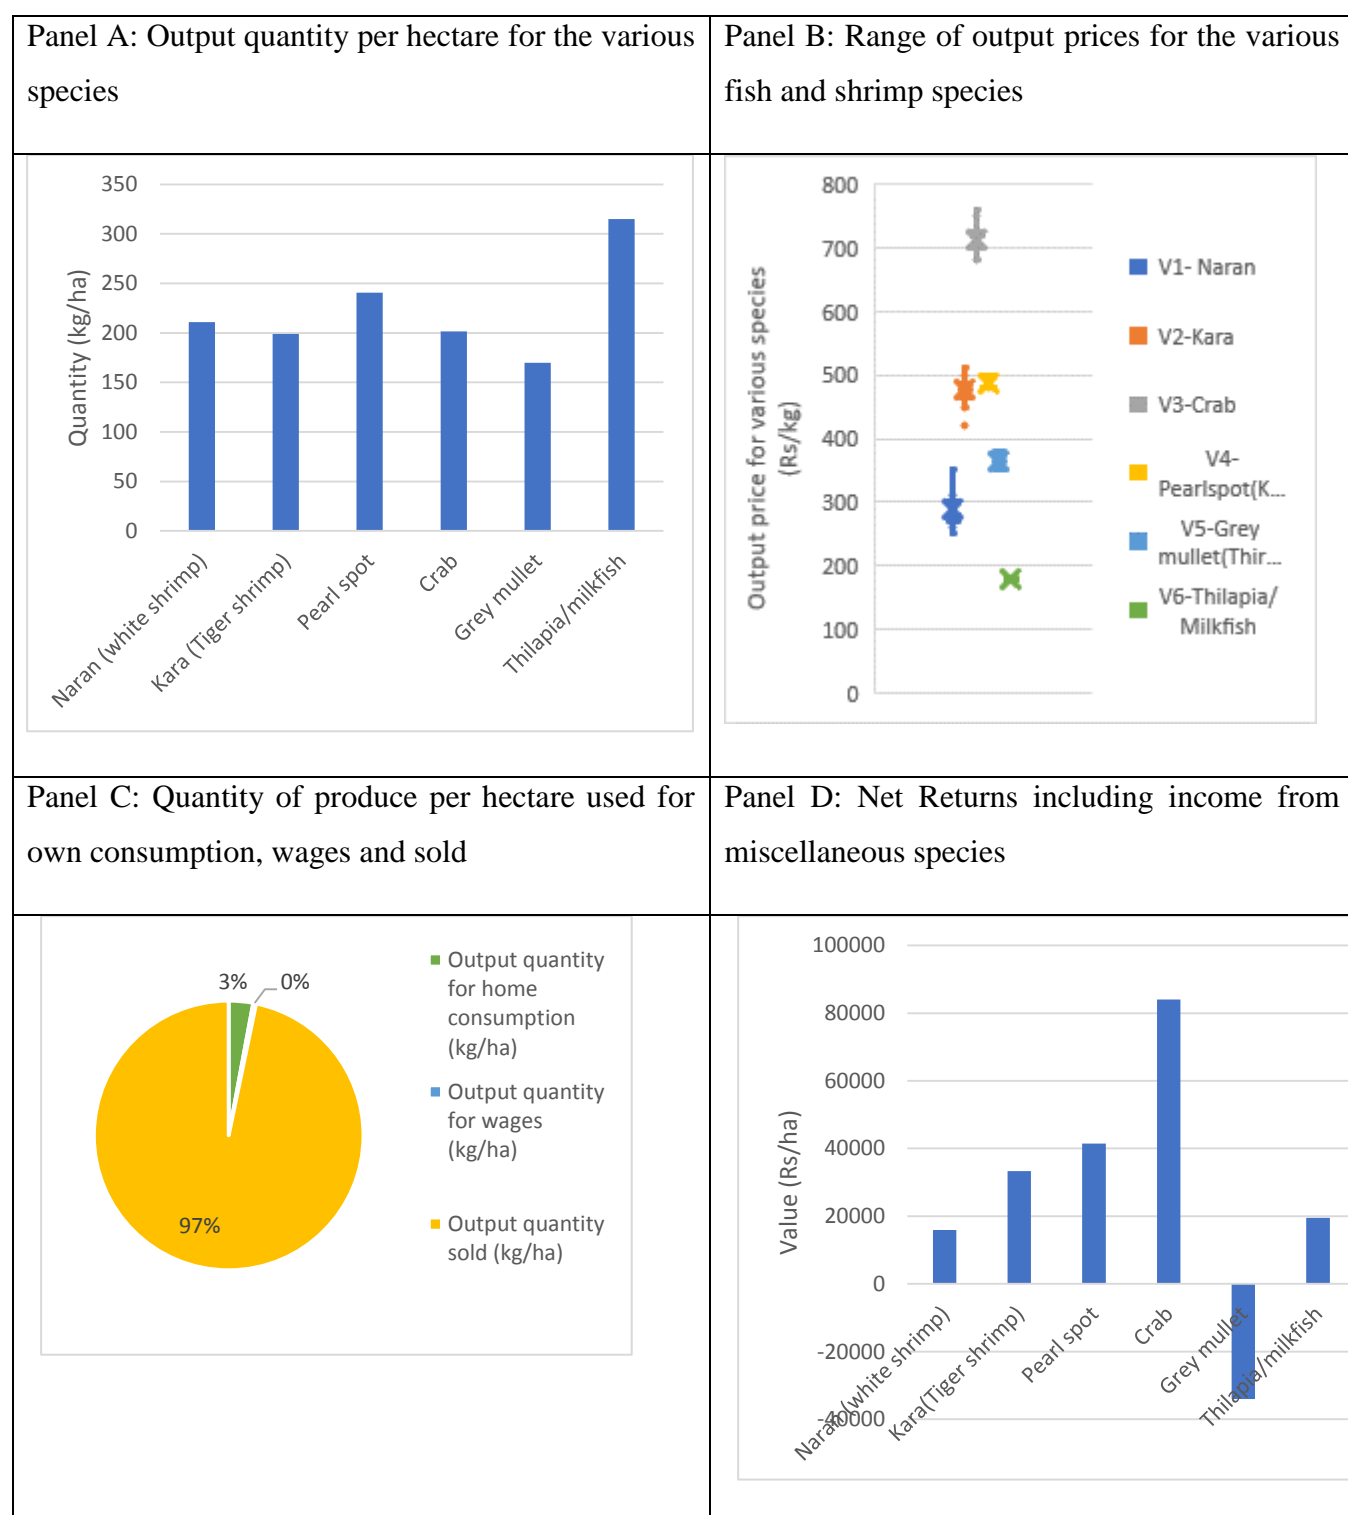 Panel A: Output quantity per hectare for the various
species
Panel B: Range of output prices for the various
fish and shrimp species
350
300
250
200
150
100
50
0
Quantity (kg/ha)
Naran (white shrimp)
Kara (Tiger shrimp)
Pearl spot
Crab
Grey mullet
Thilapia/milkfish
800
700
600
500
400
300
200
100
0
Output price for various species
(Rs/kg)
V1- Naran
V2-Kara
V3-Crab
V4-
Pearlspot(K...
V5-Grey
mullet(Thir...
V6-Thilapia/
Milkfish
Panel C: Quantity of produce per hectare used for
own consumption, wages and sold
Panel D: Net Returns including income from
miscellaneous species
3%
0%
97%
Output quantity
for home
consumption
(kg/ha)
Output quantity
for wages
(kg/ha)
Output quantity
sold (kg/ha)
100000
80000
60000
40000
20000
0
-20000
-40000
Value (Rs/ha)
Naran (white shrimp)
Kara(Tiger shrimp)
Pearl spot
Crab
Grey mullet
Thilapia/milkfish